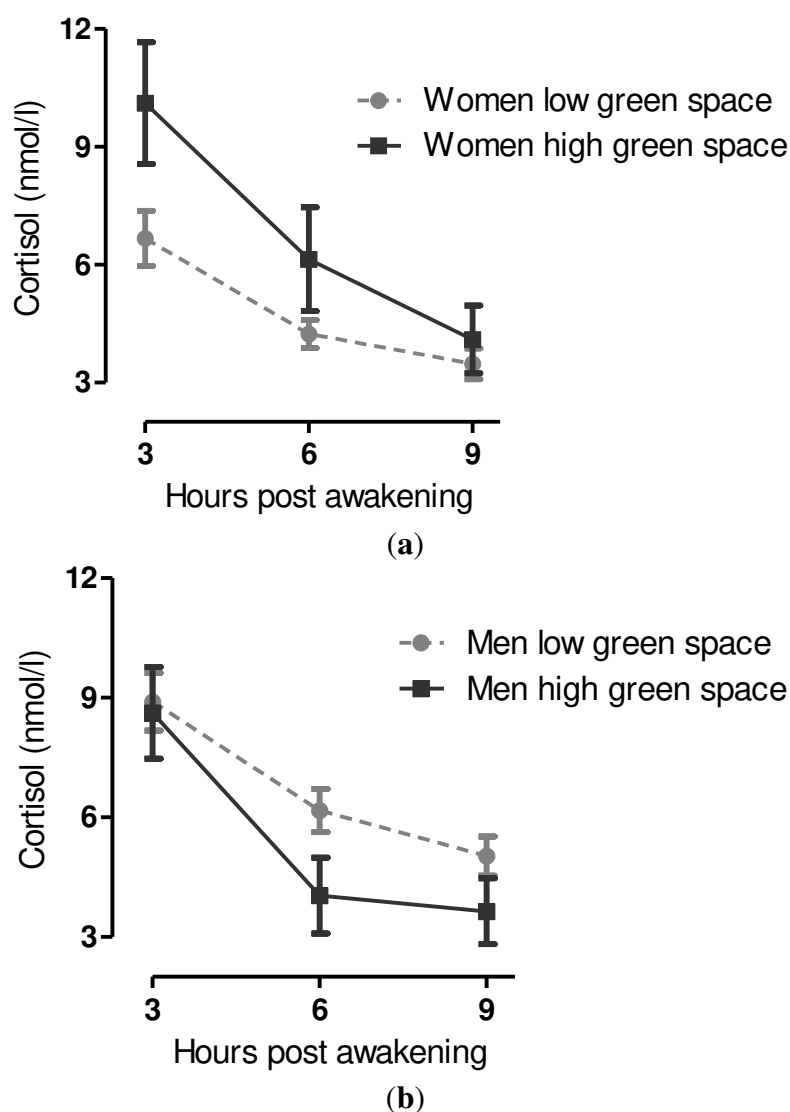 12
9
6
3
Cortisol (nmol/l)
Women low green space
Women high green space
3 6 9
Hours post awakening
(a)
12
9
6
3
Cortisol (nmol/l)
Men low green space
Men high green space
3 6 9
Hours post awakening
(b)